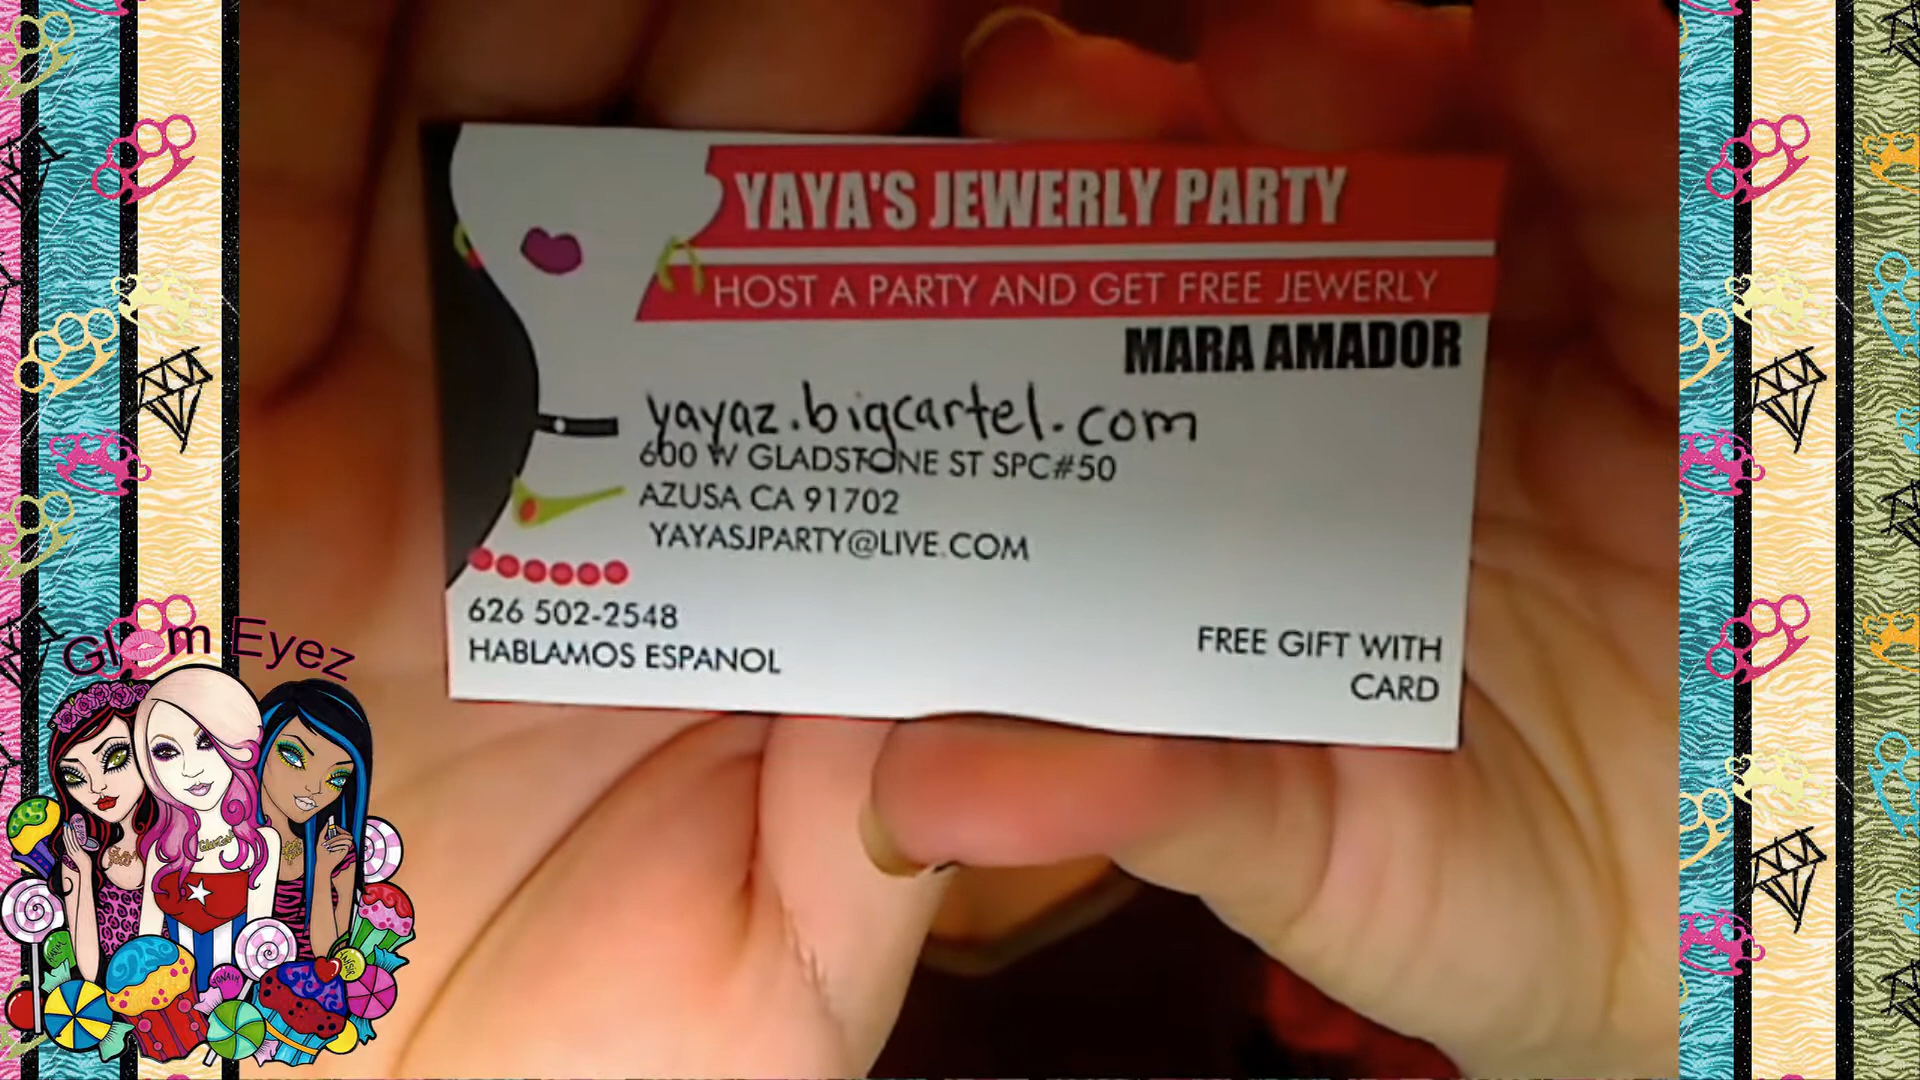 YAYA'S JEWERLY PARTY
HOST A PARTY AND GET FREE JEWERLY
MARA AMADOR
yayaz.bigcartel.com
600 W GLADSTONE ST SPC#50
AZUSA CA 91702
YAYASJPARTY@LIVE.COM
626 502-2548
HABLAMOS ESPANOL
FREE GIFT WITH
CARD
Glam Eyez